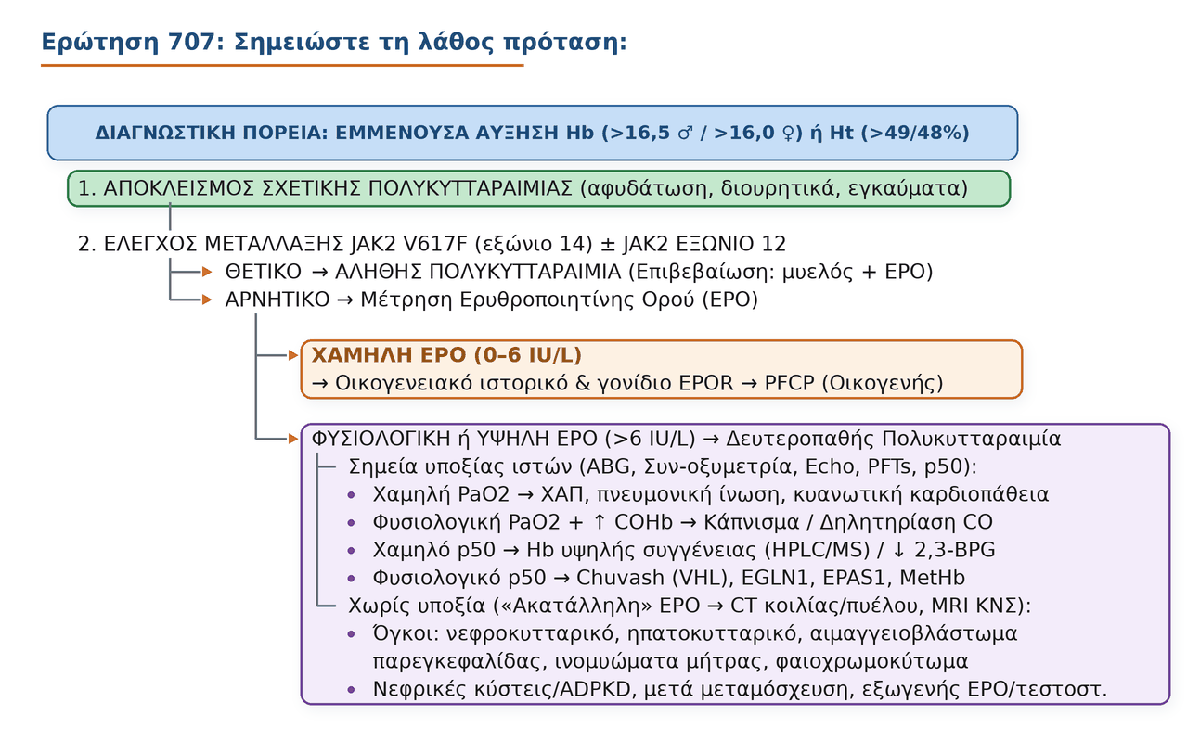 Ερώτηση 707: Σημειώστε τη λάθος πρόταση:
ΔΙΑΓΝΩΣΤΙΚΗ ΠΟΡΕΙΑ: ΕΜΜΕΝΟΥΣΑ ΑΥΞΗΣΗ Hb (>16,5 ♂ / >16,0 ♀) ή Ht (>49/48%)
1. ΑΠΟΚΛΕΙΣΜΟΣ ΣΧΕΤΙΚΗΣ ΠΟΛΥΚΥΤΤΑΡΑΙΜΙΑΣ (αφυδάτωση, διουρητικά, εγκαύματα)
2. ΕΛΕΓΧΟΣ ΜΕΤΑΛΛΑΞΗΣ JAK2 V617F (εξώνιο 14) ± JAK2 ΕΞΩΝΙΟ 12
ΘΕΤΙΚΟ → ΑΛΗΘΗΣ ΠΟΛΥΚΥΤΤΑΡΑΙΜΙΑ (Επιβεβαίωση: μυελός + EPO)
ΑΡΝΗΤΙΚΟ → Μέτρηση Ερυθροποιητίνης Ορού (EPO)
ΧΑΜΗΛΗ EPO (0–6 IU/L)
→ Οικογενειακό ιστορικό & γονίδιο EPOR → PFCP (Οικογενής)
ΦΥΣΙΟΛΟΓΙΚΗ ή ΥΨΗΛΗ EPO (>6 IU/L) → Δευτεροπαθής Πολυκυτταραιμία
Σημεία υποξίας ιστών (ABG, Συν-οξυμετρία, Echo, PFTs, p50):
• Χαμηλή PaO2 → ΧΑΠ, πνευμονική ίνωση, κυανωτική καρδιοπάθεια
• Φυσιολογική PaO2 + ↑ COHb → Κάπνισμα / Δηλητηρίαση CO
• Χαμηλό p50 → Hb υψηλής συγγένειας (HPLC/MS) / ↓ 2,3-BPG
• Φυσιολογικό p50 → Chuvash (VHL), EGLN1, EPAS1, MetHb
Χωρίς υποξία («Ακατάλληλη» EPO → CT κοιλίας/πυέλου, MRI ΚΝΣ):
• Όγκοι: νεφροκυτταρικό, ηπατοκυτταρικό, αιμαγγειοβλάστωμα
παρεγκεφαλίδας, ινομυώματα μήτρας, φαιοχρωμοκύτωμα
• Νεφρικές κύστεις/ADPKD, μετά μεταμόσχευση, εξωγενής EPO/τεστοστ.